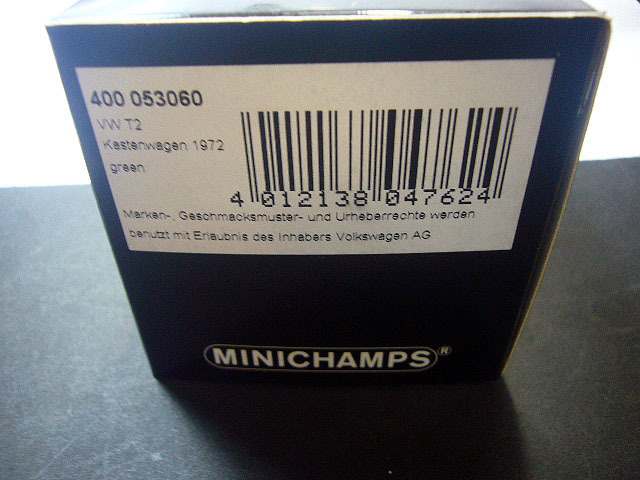 400 053060
VW T2
Kastenwagen 1972
green
4 012138 047624
Marken-, Geschmacksmuster- und Urheberrechte werden
benutzt mit Erlaubnis des Inhabers Volkswagen AG
MINICHAMPS®